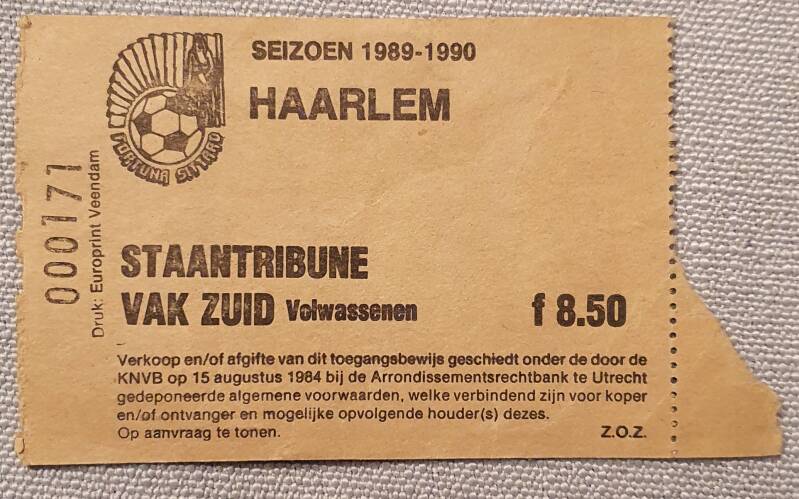 SEIZOEN 1989-1990
HAARLEM
FORTUNA SITTARD
000171
Druk: Europrint Veendam
STAANTRIBUNE
VAK ZUID Volwassenen f 8.50
Verkoop en/of afgifte van dit toegangsbewijs geschiedt onder de door de
KNVB op 15 augustus 1984 bij de Arrondissementsrechtbank te Utrecht
gedeponeerde algemene voorwaarden, welke verbindend zijn voor koper
en/of ontvanger en mogelijke opvolgende houder(s) dezes.
Op aanvraag te tonen. Z.O.Z.